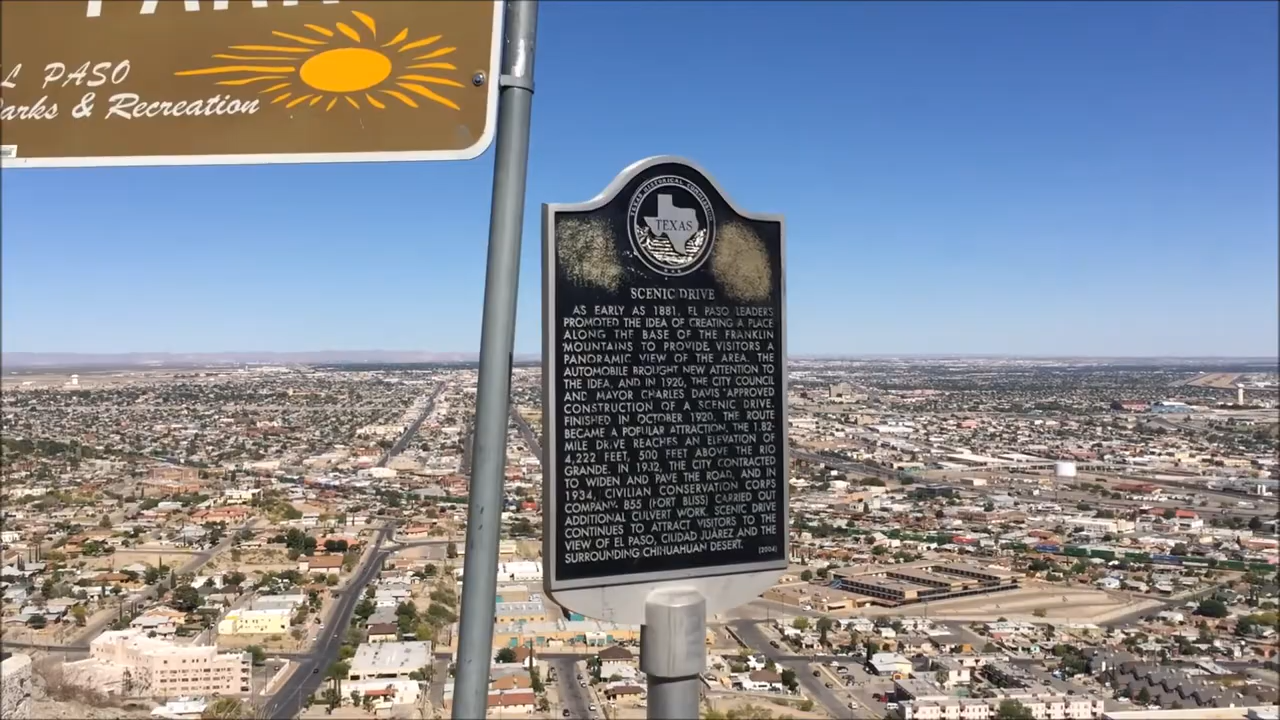 PARK
L PASO
arks & Recreation
TEXAS HISTORICAL COMMISSION
TEXAS
SCENIC DRIVE
AS EARLY AS 1881, EL PASO LEADERS
PROMOTED THE IDEA OF CREATING A PLACE
ALONG THE BASE OF THE FRANKLIN
MOUNTAINS TO PROVIDE VISITORS A
PANORAMIC VIEW OF THE AREA. THE
AUTOMOBILE BROUGHT NEW ATTENTION TO
THE IDEA, AND IN 1920, THE CITY COUNCIL
AND MAYOR CHARLES DAVIS APPROVED
CONSTRUCTION OF A SCENIC DRIVE.
FINISHED IN OCTOBER 1920, THE ROUTE
BECAME A POPULAR ATTRACTION. THE 1.82-
MILE DRIVE REACHES AN ELEVATION OF
4,222 FEET, 500 FEET ABOVE THE RIO
GRANDE. IN 1932, THE CITY CONTRACTED
TO WIDEN AND PAVE THE ROAD, AND IN
1934, CIVILIAN CONSERVATION CORPS
COMPANY 855 (FORT BLISS) CARRIED OUT
ADDITIONAL CULVERT WORK. SCENIC DRIVE
CONTINUES TO ATTRACT VISITORS TO THE
VIEW OF EL PASO, CIUDAD JUÁREZ AND THE
SURROUNDING CHIHUAHUAN DESERT.
(2004)